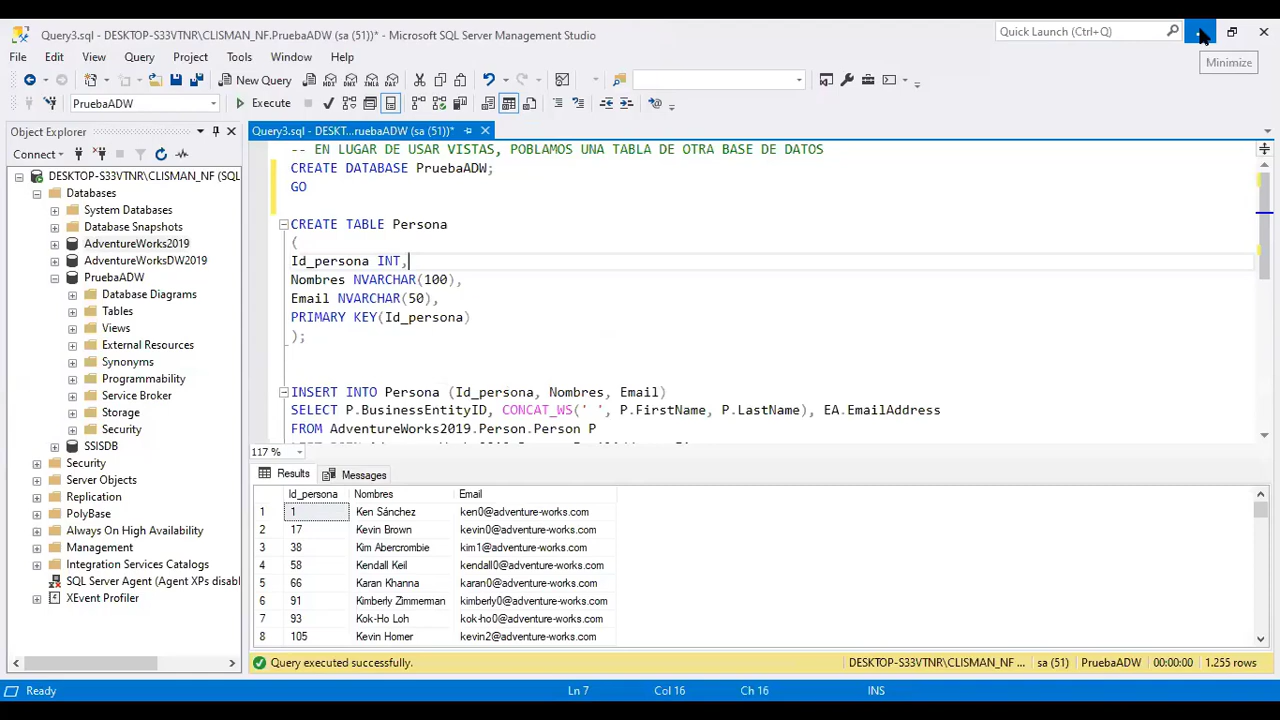 Query3.sql - DESKTOP-S33VTNR\CLISMAN_NF.PruebaADW (sa (51))* - Microsoft SQL Server Management Studio
Quick Launch (Ctrl+Q)
File Edit View Query Project Tools Window Help
Minimize
New Query
MDX DMX XMLA DAX
PruebaADW
Execute
Object Explorer
Query3.sql - DESKT...ruebaADW (sa (51))*
Connect
DESKTOP-S33VTNR\CLISMAN_NF (SQL
Databases
System Databases
Database Snapshots
AdventureWorks2019
AdventureWorksDW2019
PruebaADW
Database Diagrams
Tables
Views
External Resources
Synonyms
Programmability
Service Broker
Storage
Security
SSISDB
Security
Server Objects
Replication
PolyBase
Always On High Availability
Management
Integration Services Catalogs
SQL Server Agent (Agent XPs disabl
XEvent Profiler
-- EN LUGAR DE USAR VISTAS, POBLAMOS UNA TABLA DE OTRA BASE DE DATOS
CREATE DATABASE PruebaADW;
GO
CREATE TABLE Persona
(
Id_persona INT,
Nombres NVARCHAR(100),
Email NVARCHAR(50),
PRIMARY KEY(Id_persona)
);
INSERT INTO Persona (Id_persona, Nombres, Email)
SELECT P.BusinessEntityID, CONCAT_WS(' ', P.FirstName, P.LastName), EA.EmailAddress
FROM AdventureWorks2019.Person.Person P
117 %
Results Messages
Id_persona Nombres Email
1 1 Ken Sánchez ken0@adventure-works.com
2 17 Kevin Brown kevin0@adventure-works.com
3 38 Kim Abercrombie kim1@adventure-works.com
4 58 Kendall Keil kendall0@adventure-works.com
5 66 Karan Khanna karan0@adventure-works.com
6 91 Kimberly Zimmerman kimberly0@adventure-works.com
7 93 Kok-Ho Loh kok-ho0@adventure-works.com
8 105 Kevin Homer kevin2@adventure-works.com
Query executed successfully. DESKTOP-S33VTNR\CLISMAN_NF ... sa (51) PruebaADW 00:00:00 1.255 rows
Ready Ln 7 Col 16 Ch 16 INS